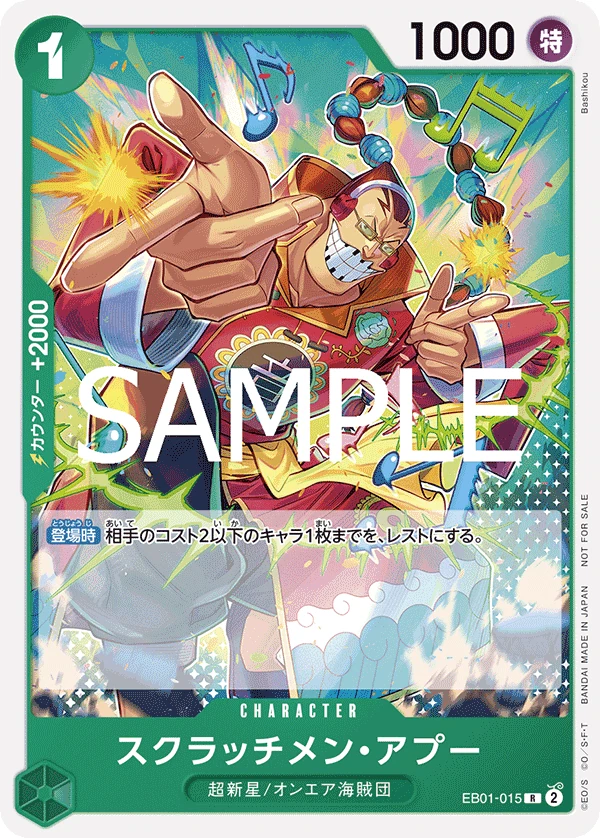 1
1000
特
Bashikou
カウンター +2000
SAMPLE
登場時 相手のコスト2以下のキャラ1枚までを、レストにする。
CHARACTER
スクラッチメン・アプー
超新星/オンエア海賊団
EB01-015 R 2
©E/O/S ©O/S・F・T BANDAI MADE IN JAPAN NOT FOR SALE